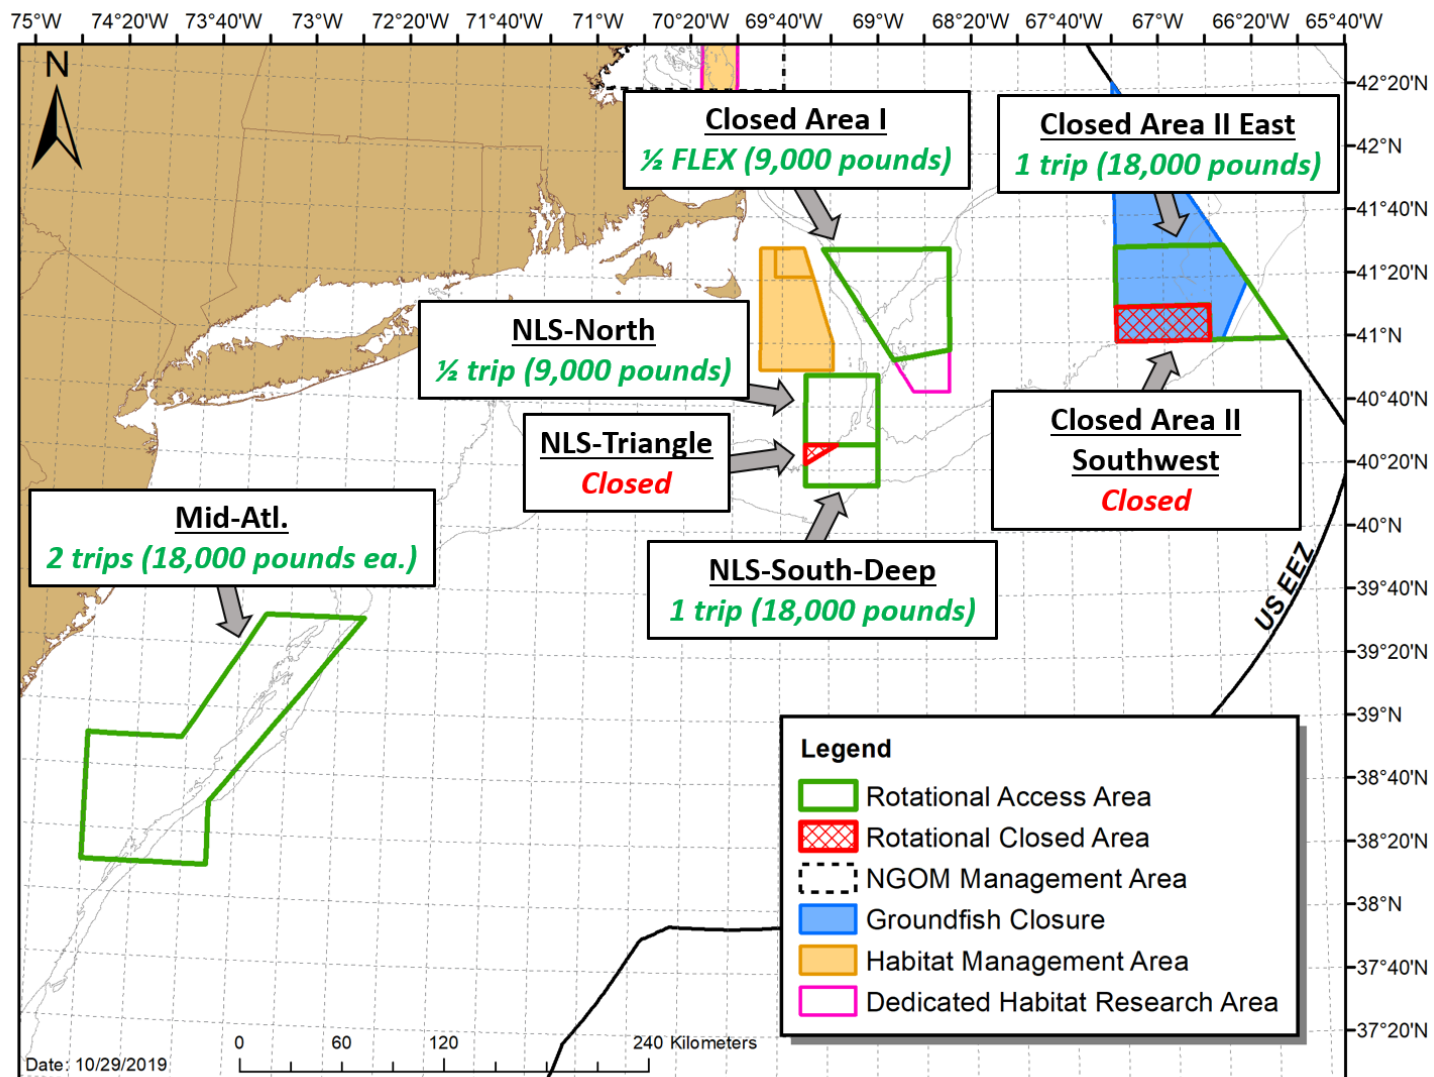 75W 74°20'W 73°40'W 73°W 72°20'W 71°40'W 71°W 70°20'W 69°40'W 69°W 68°20'W 67°40'W 67°W 66°20'W 65°40'W
N
42°20'N
42°N
41°40'N
41°20'N
41°N
40°40'N
40°20'N
40°N
39°40'N
39°20'N
39°N
38°40'N
38°20'N
38°N
37°40'N
37°20'N
Closed Area I
½ FLEX (9,000 pounds)
Closed Area II East
1 trip (18,000 pounds)
NLS-North
½ trip (9,000 pounds)
NLS-Triangle
Closed
Closed Area II
Southwest
Closed
Mid-Atl.
2 trips (18,000 pounds ea.)
NLS-South-Deep
1 trip (18,000 pounds)
US EEZ
Legend
Rotational Access Area
Rotational Closed Area
NGOM Management Area
Groundfish Closure
Habitat Management Area
Dedicated Habitat Research Area
0 60 120 240 Kilometers
Date: 10/29/2019